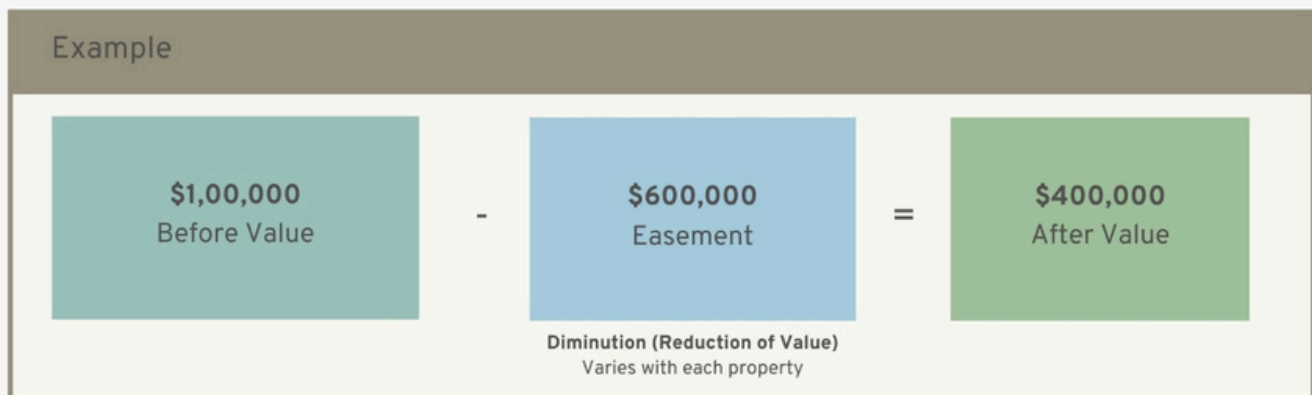 Example
$1,00,000
Before Value
-
$600,000
Easement
=
$400,000
After Value
Diminution (Reduction of Value)
Varies with each property